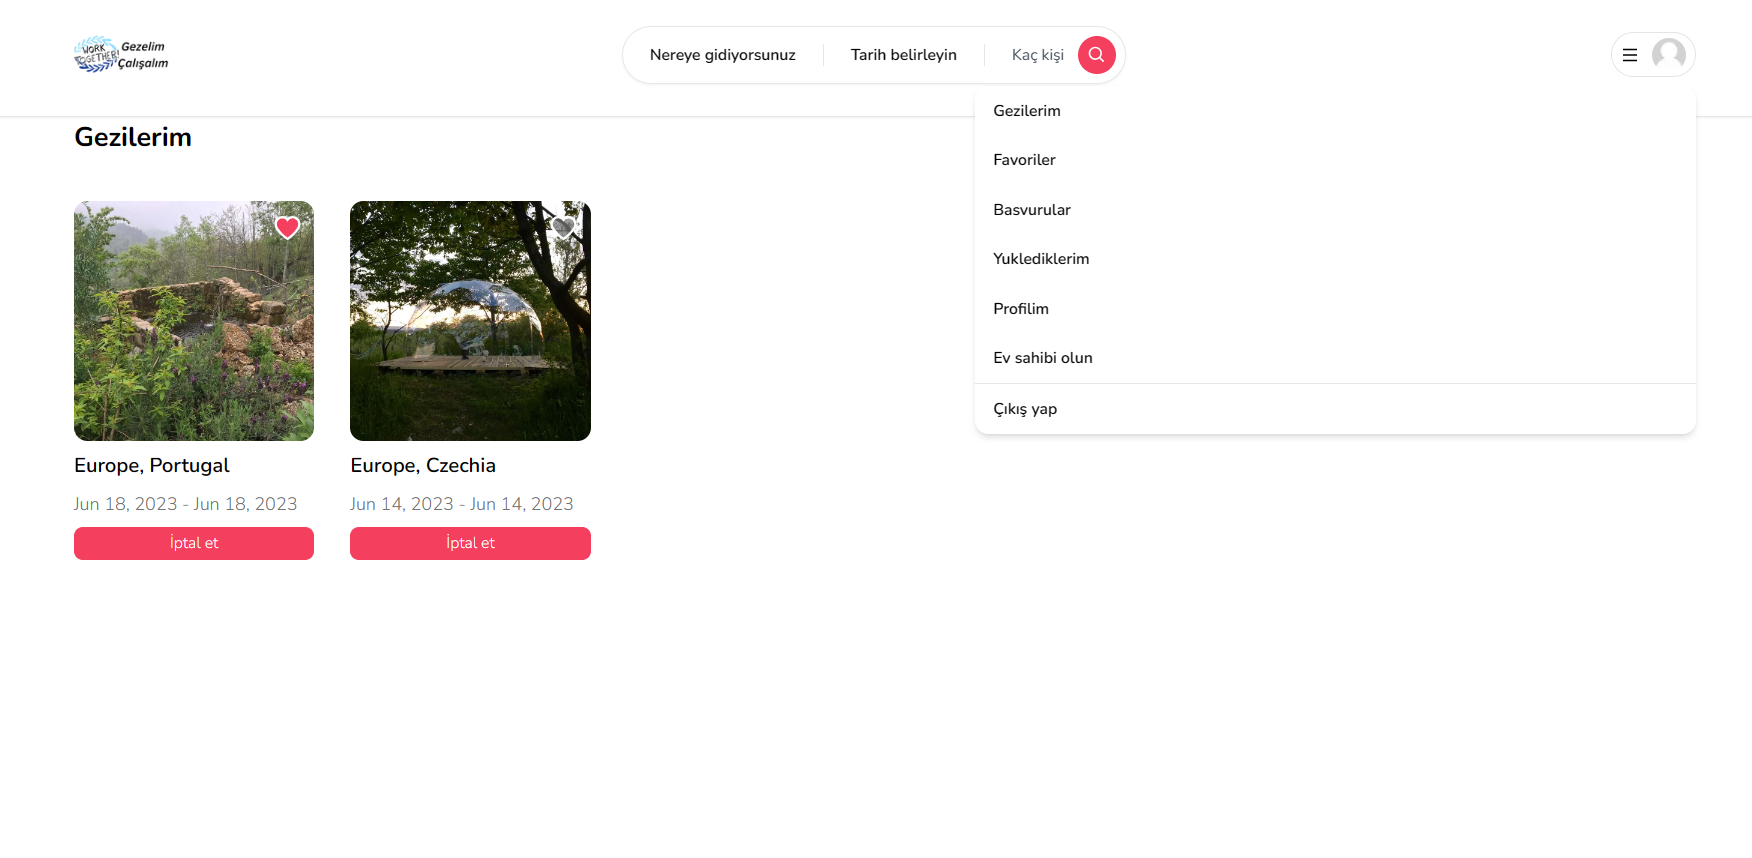 WORK
TOGETHER!
Gezelim
Çalışalım
Nereye gidiyorsunuz
Tarih belirleyin
Kaç kişi
Gezilerim
Favoriler
Basvurular
Yuklediklerim
Profilim
Ev sahibi olun
Çıkış yap
Gezilerim
Europe, Portugal
Jun 18, 2023 - Jun 18, 2023
İptal et
Europe, Czechia
Jun 14, 2023 - Jun 14, 2023
İptal et